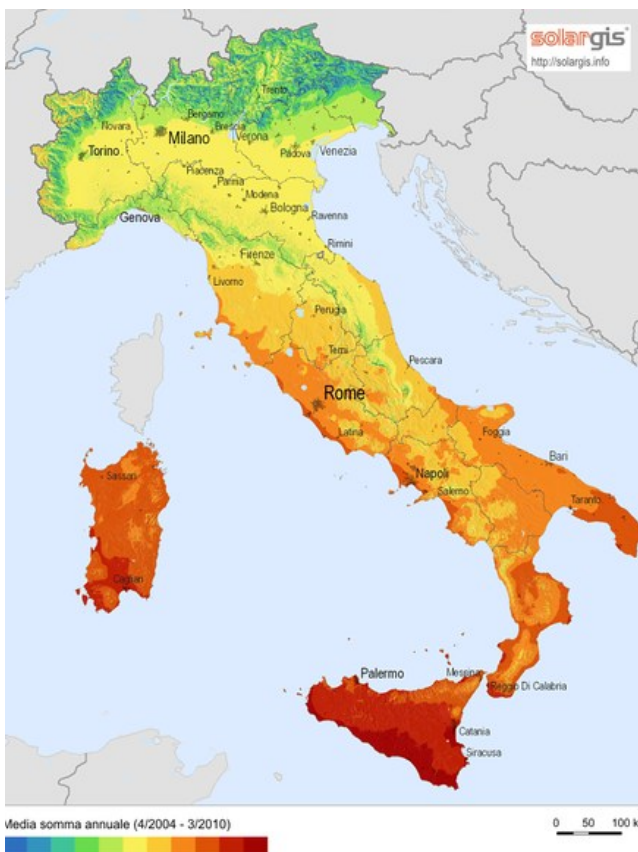 solargis
http://solargis.info
Trento
Bergamo
Novara
Brescia
Milano
Verona
Torino
Padova
Venezia
Piacenza
Parma
Modena
Bologna
Genova
Ravenna
Rimini
Firenze
Livorno
Perugia
Terni
Pescara
Rome
Latina
Foggia
Bari
Napoli
Salerno
Taranto
Sassari
Cagliari
Palermo
Messina
Reggio Di Calabria
Catania
Siracusa
Media somma annuale (4/2004 - 3/2010)
0 50 100 k